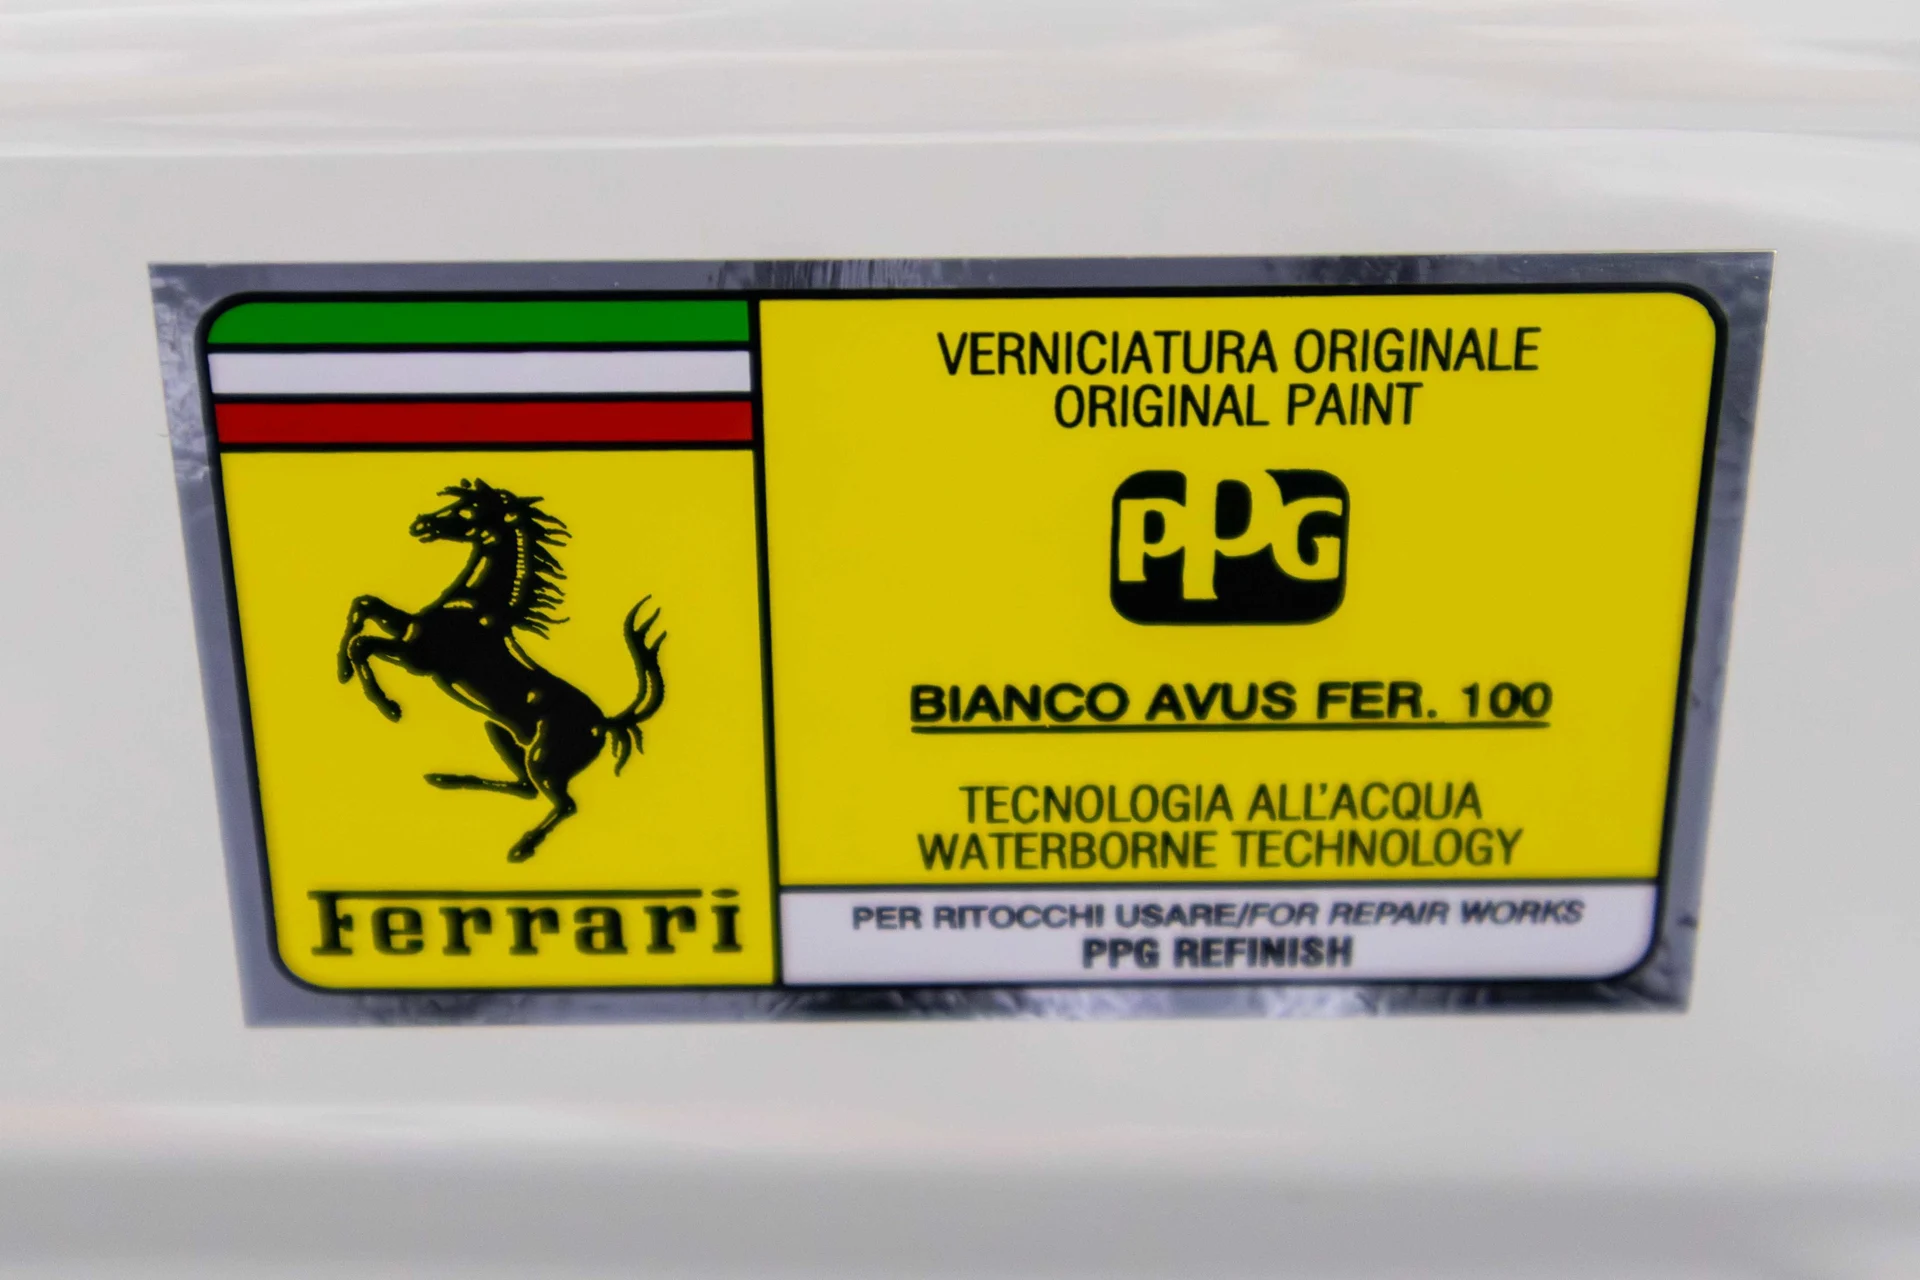 Ferrari
VERNICIATURA ORIGINALE
ORIGINAL PAINT
PPG
BIANCO AVUS FER. 100
TECNOLOGIA ALL'ACQUA
WATERBORNE TECHNOLOGY
PER RITOCCHI USARE/FOR REPAIR WORKS
PPG REFINISH